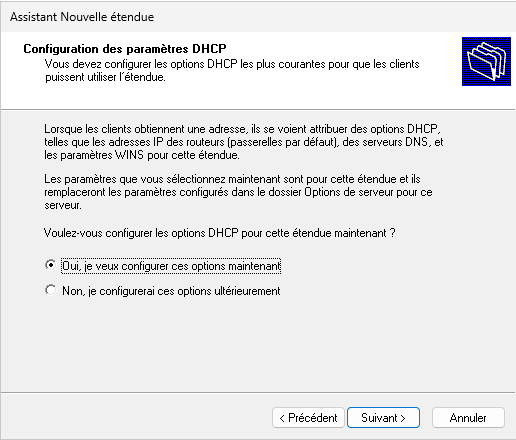 Assistant Nouvelle étendue
Configuration des paramètres DHCP
Vous devez configurer les options DHCP les plus courantes pour que les clients
puissent utiliser l'étendue.
Lorsque les clients obtiennent une adresse, ils se voient attribuer des options DHCP,
telles que les adresses IP des routeurs (passerelles par défaut), des serveurs DNS, et
les paramètres WINS pour cette étendue.
Les paramètres que vous sélectionnez maintenant sont pour cette étendue et ils
remplaceront les paramètres configurés dans le dossier Options de serveur pour ce
serveur.
Voulez-vous configurer les options DHCP pour cette étendue maintenant ?
Oui, je veux configurer ces options maintenant
Non, je configurerai ces options ultérieurement
< Précédent Suivant > Annuler